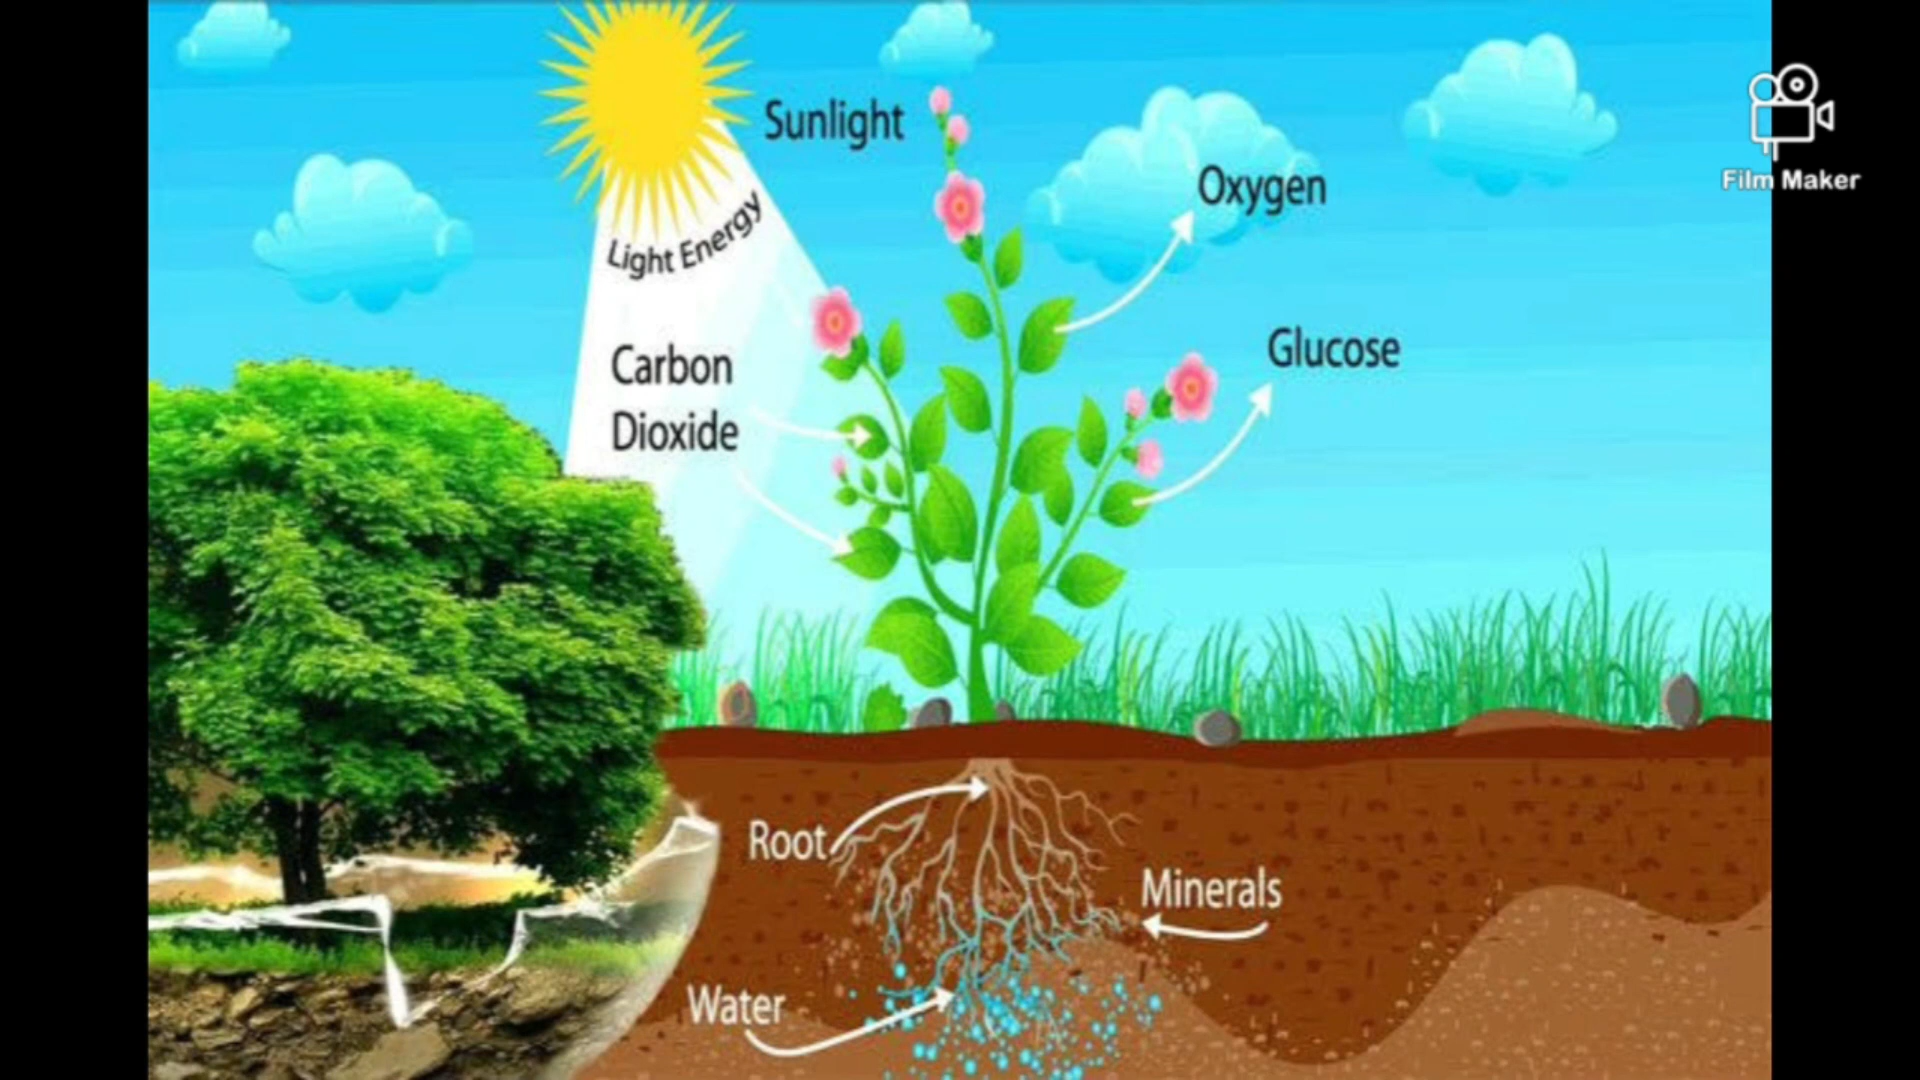 Sunlight
Film Maker
Oxygen
Light Energy
Glucose
Carbon
Dioxide
Root
Minerals
Water